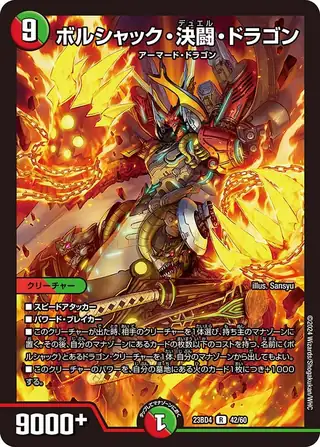 9
デュエル
ボルシャック・決闘・ドラゴン
アーマード・ドラゴン
illus. Sansyu
クリーチャー
■スピードアタッカー
■パワード・ブレイカー
■このクリーチャーが出た時、相手のクリーチャーを1体選び、持ち主のマナゾーンに
置く。その後、自分のマナゾーンにあるカードの枚数以下のコストを持つ、名前に《ボ
ルシャック》とあるドラゴン・クリーチャーを1体、自分のマナゾーンから出してもよい。
■このクリーチャーのパワーを、自分の墓地にある火のカード1枚につき+1000
する。
9000+
1
23BD4 R 42/60
©2024 Wizards/Shogakukan/WHC